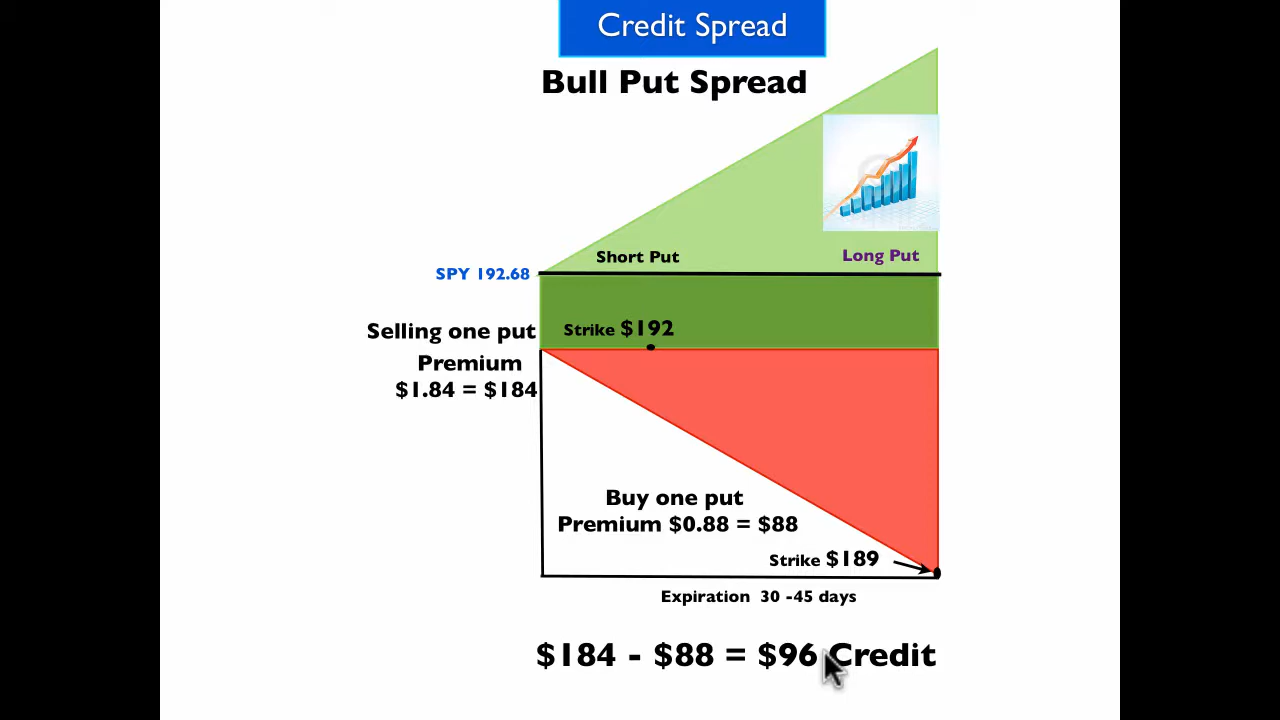 Credit Spread
Bull Put Spread
Short Put
Long Put
SPY 192.68
Selling one put
Strike $192
Premium
$1.84 = $184
Buy one put
Premium $0.88 = $88
Strike $189
Expiration 30 -45 days
$184 - $88 = $96 Credit